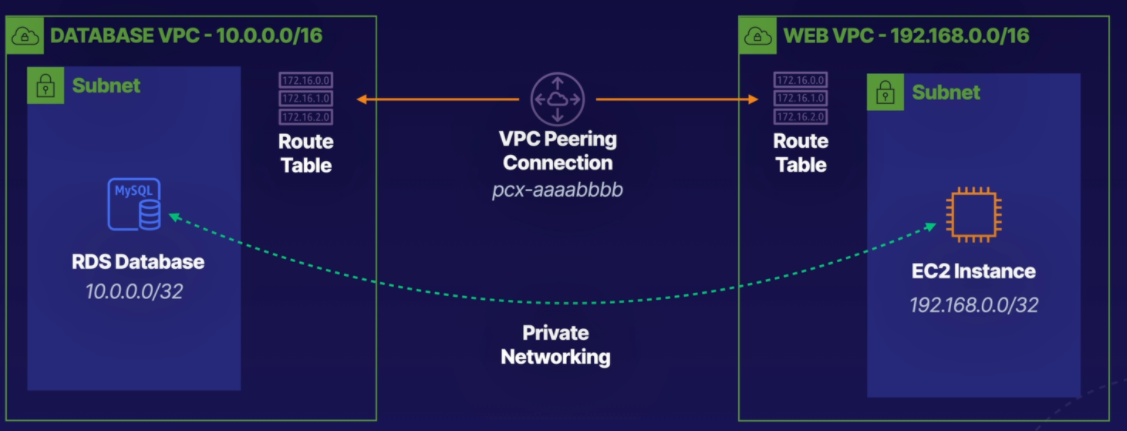 DATABASE VPC - 10.0.0.0/16
Subnet
MySQL
RDS Database
10.0.0.0/32
172.16.0.0
172.16.1.0
172.16.2.0
Route
Table
VPC Peering
Connection
pcx-aaaabbbb
Private
Networking
WEB VPC - 192.168.0.0/16
172.16.0.0
172.16.1.0
172.16.2.0
Route
Table
Subnet
EC2 Instance
192.168.0.0/32